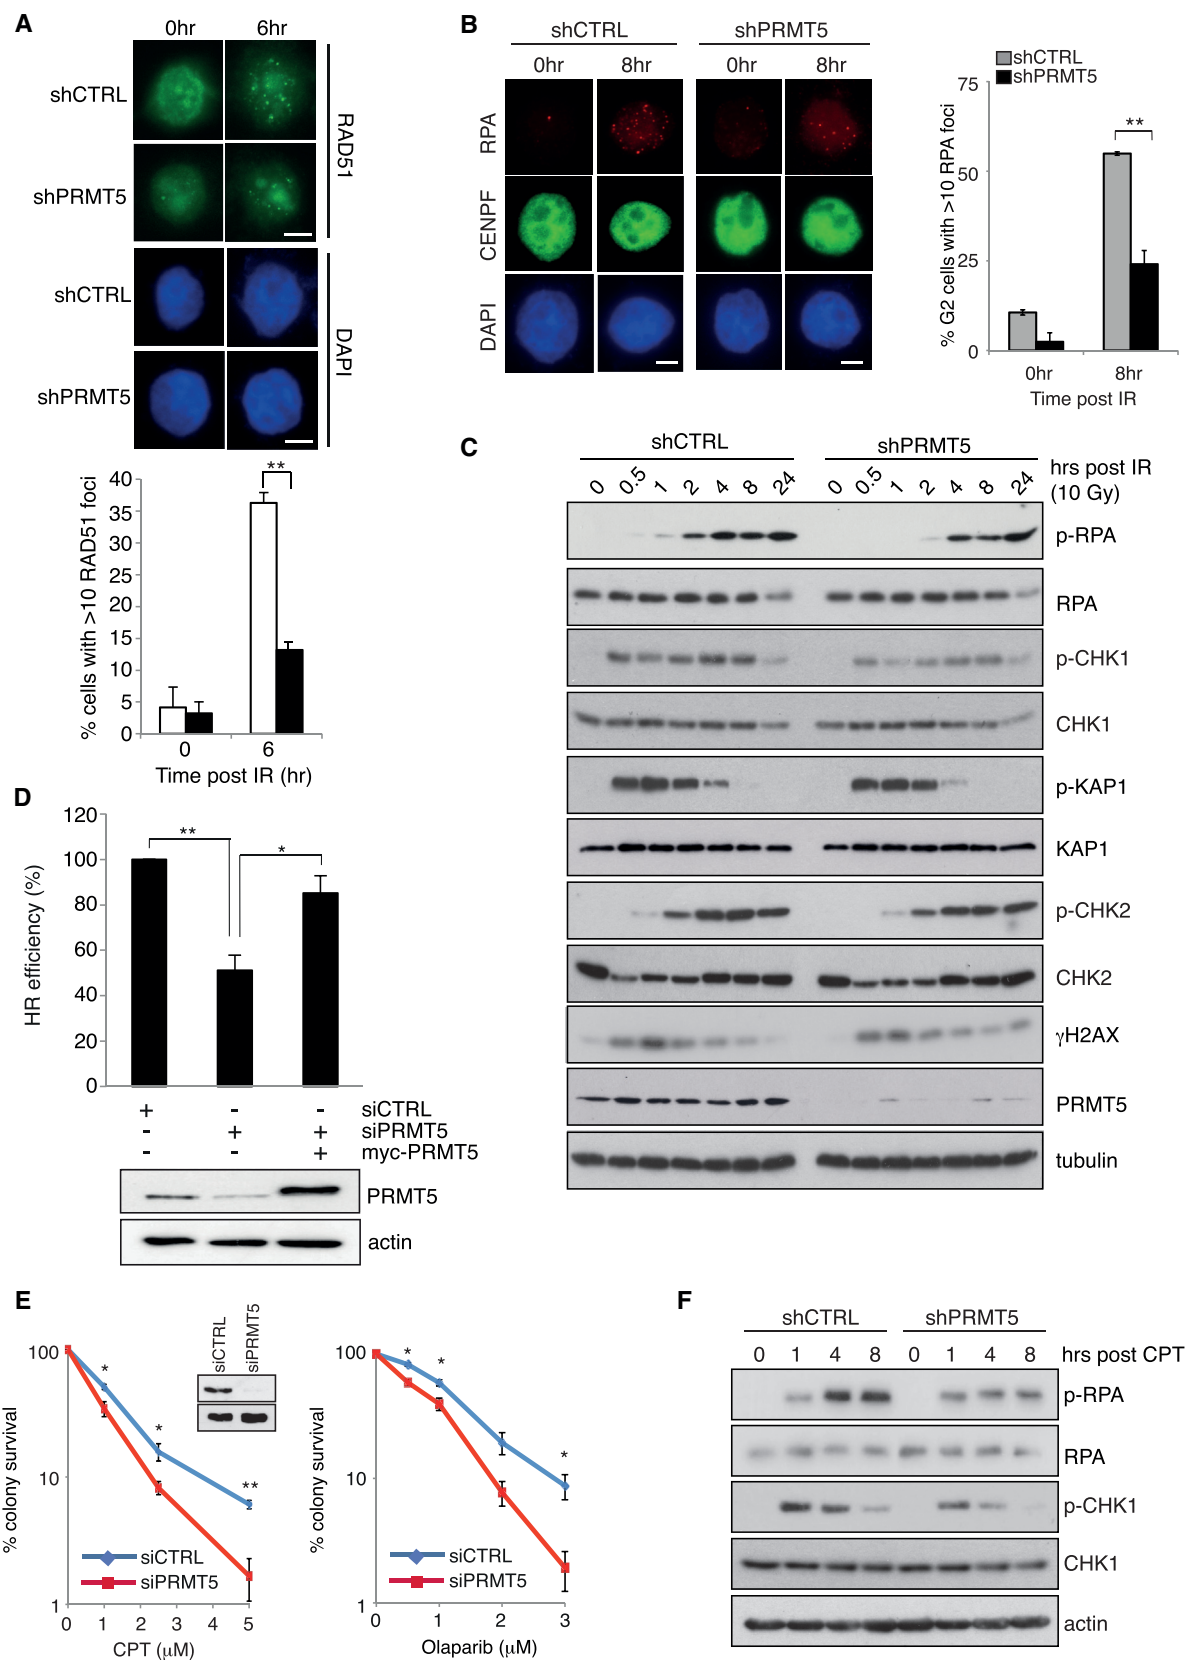 A
0hr 6hr
shCTRL
shPRMT5
RAD51
shCTRL
shPRMT5
DAPI
% cells with >10 RAD51 foci
40
35
30
25
20
15
10
5
0
**
0 6
Time post IR (hr)
B
shCTRL shPRMT5
0hr 8hr 0hr 8hr
RPA
CENPF
DAPI
shCTRL
shPRMT5
% G2 cells with >10 RPA foci
75
50
25
0
**
0hr 8hr
Time post IR
C
shCTRL shPRMT5
0 0.5 1 2 4 8 24 0 0.5 1 2 4 8 24
hrs post IR
(10 Gy)
p-RPA
RPA
p-CHK1
CHK1
p-KAP1
KAP1
p-CHK2
CHK2
γH2AX
PRMT5
tubulin
D
HR efficiency (%)
120
100
80
60
40
20
0
** *
+ - - siCTRL
- + + siPRMT5
- - + myc-PRMT5
PRMT5
actin
E
% colony survival
100
10
1
* * **
siCTRL siPRMT5
siCTRL
siPRMT5
0 1 2 3 4 5
CPT (µM)
% colony survival
100
10
1
* * *
siCTRL
siPRMT5
0 1 2 3
Olaparib (µM)
F
shCTRL shPRMT5
0 1 4 8 0 1 4 8 hrs post CPT
p-RPA
RPA
p-CHK1
CHK1
actin